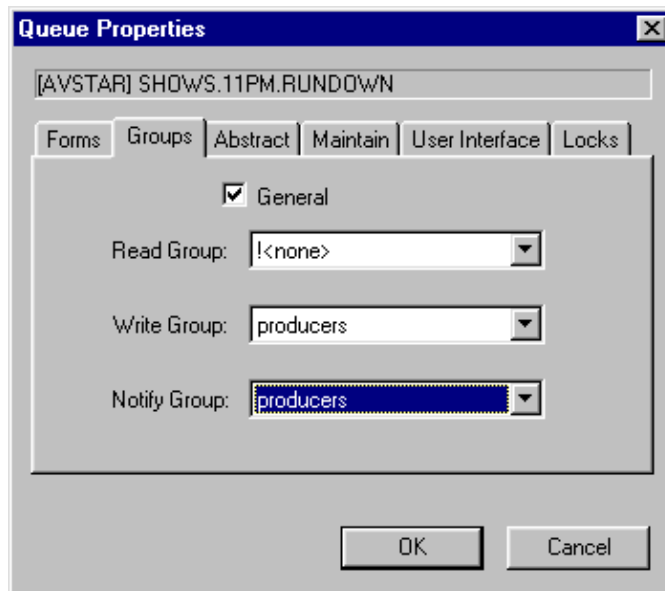 Queue Properties
[AVSTAR] SHOWS.11PM.RUNDOWN
Forms Groups Abstract Maintain User Interface Locks
General
Read Group: !<none>
Write Group: producers
Notify Group: producers
OK Cancel